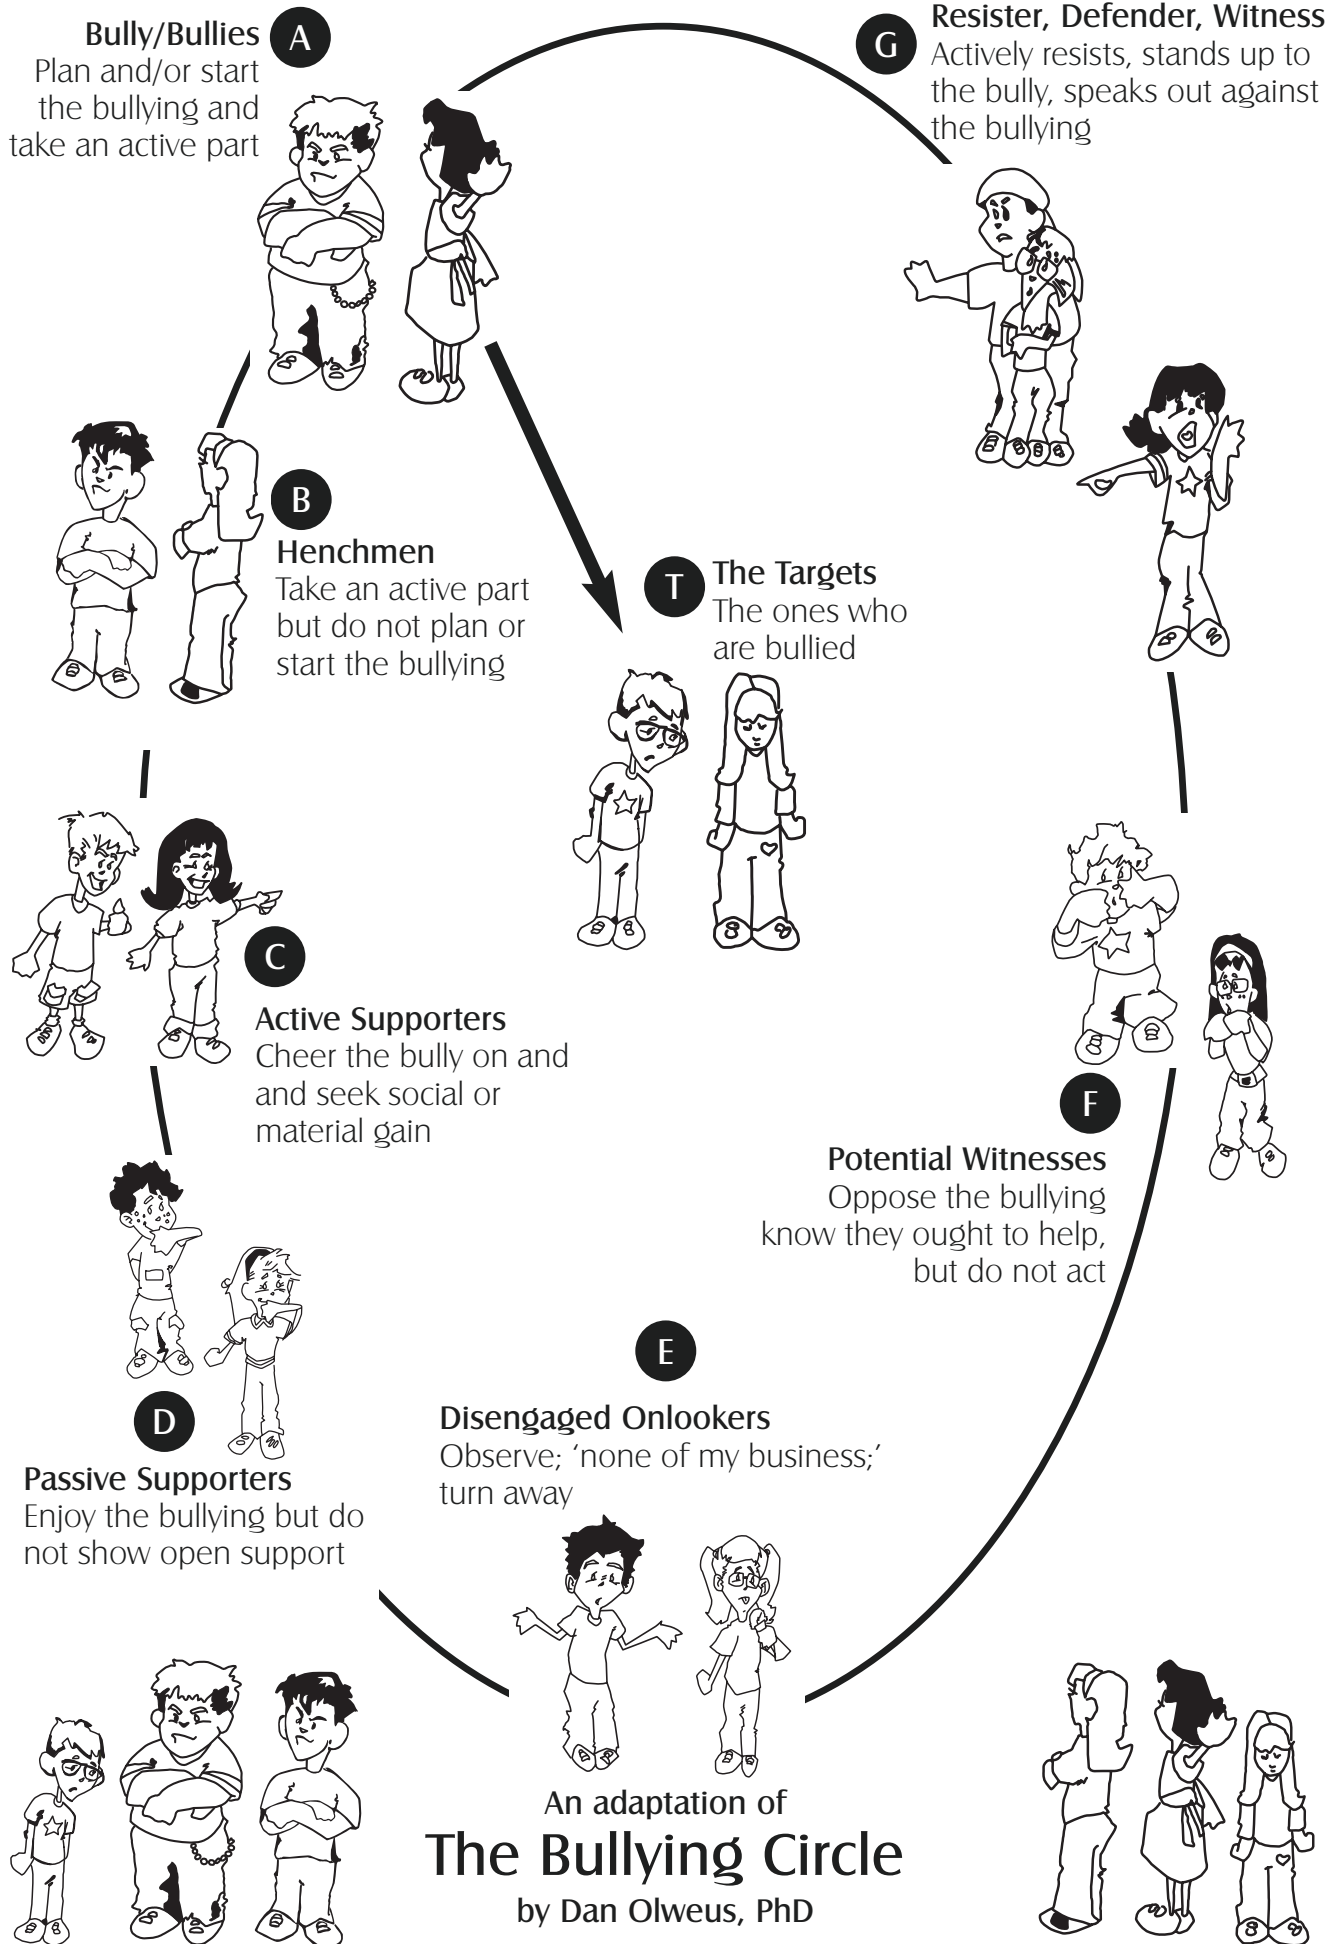 A
Bully/Bullies
Plan and/or start
the bullying and
take an active part
G
Resister, Defender, Witness
Actively resists, stands up to
the bully, speaks out against
the bullying
B
Henchmen
Take an active part
but do not plan or
start the bullying
T
The Targets
The ones who
are bullied
C
Active Supporters
Cheer the bully on and
and seek social or
material gain
F
Potential Witnesses
Oppose the bullying
know they ought to help,
but do not act
D
Passive Supporters
Enjoy the bullying but do
not show open support
E
Disengaged Onlookers
Observe; ‘none of my business;’
turn away
An adaptation of
The Bullying Circle
by Dan Olweus, PhD